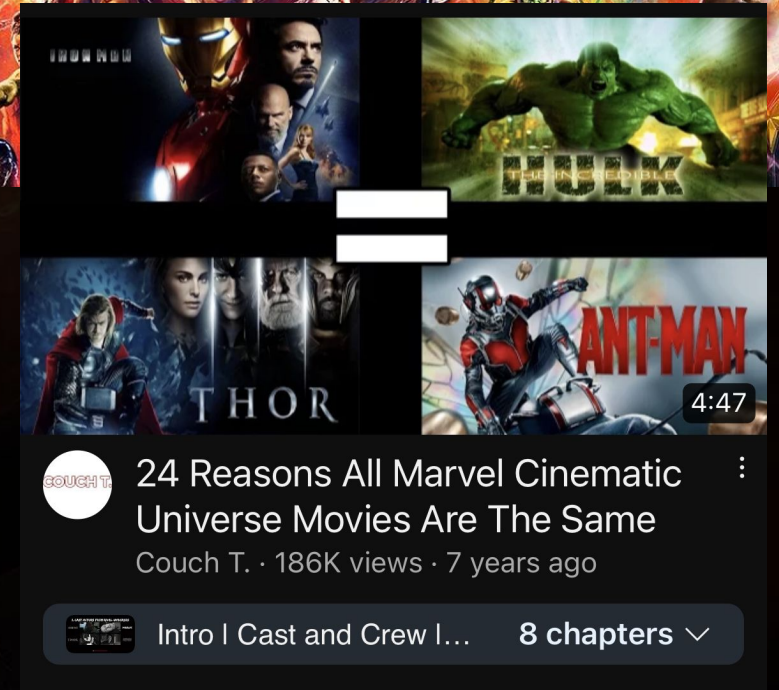 IRON MAN
THE INCREDIBLE
HULK
THOR
ANT-MAN
4:47
COUCH T.
24 Reasons All Marvel Cinematic
Universe Movies Are The Same
Couch T. · 186K views · 7 years ago
Intro I Cast and Crew I...
8 chapters